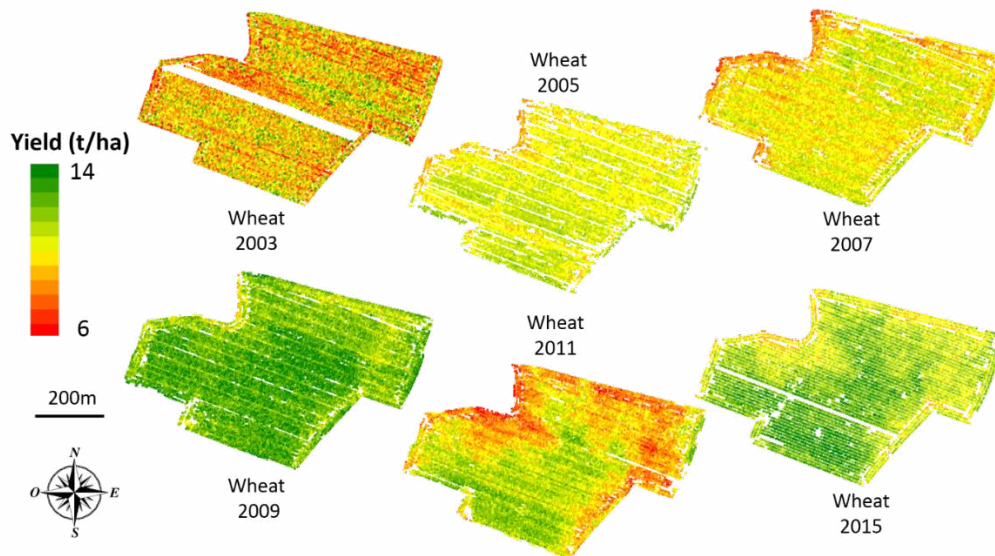 Wheat
2005
Yield (t/ha)
14
6
Wheat
2003
Wheat
2007
Wheat
2011
200m
N
O
E
S
Wheat
2009
Wheat
2015